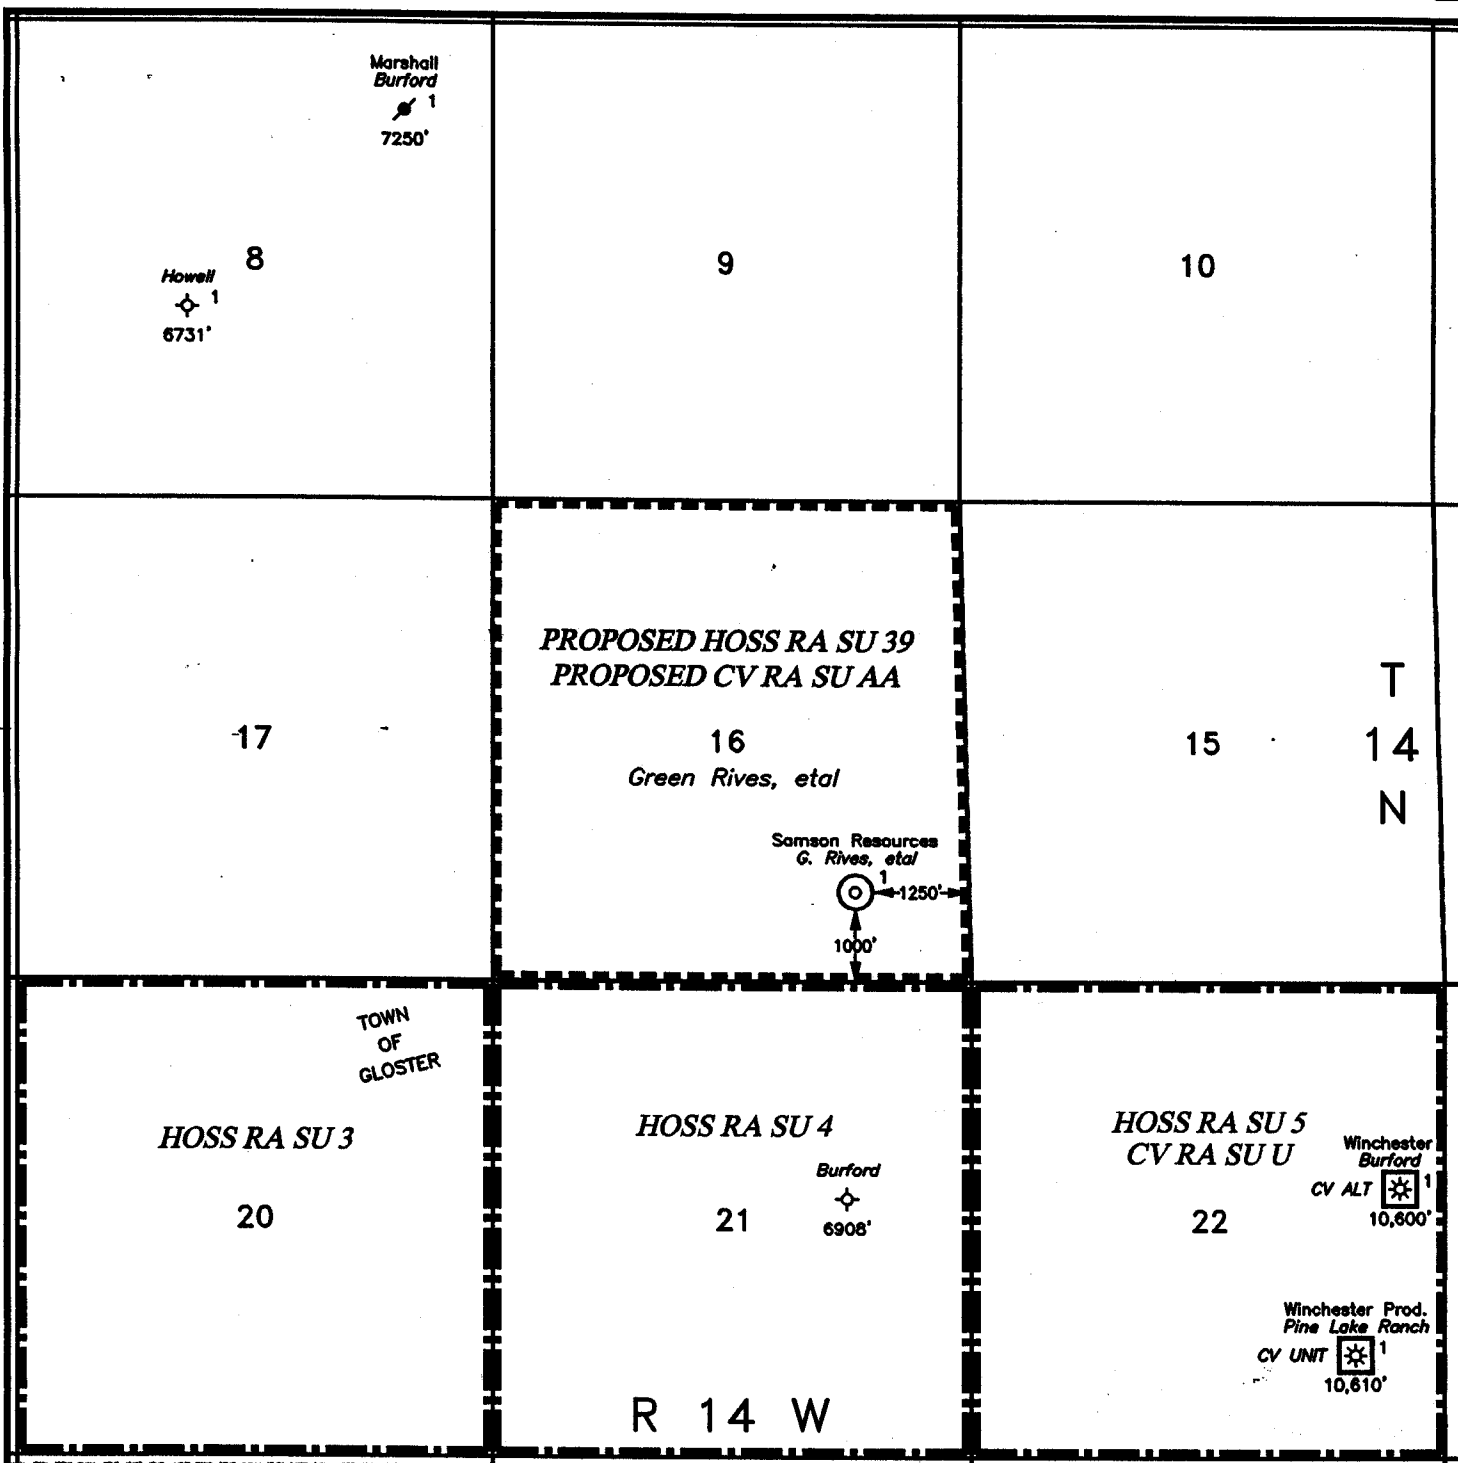 Marshall
Burford
1
7250'
8
Howell
1
6731'
9
10
17
PROPOSED HOSS RA SU 39
PROPOSED CV RA SU AA
16
Green Rives, etal
Samson Resources
G. Rives, etal
1
1250'
1000'
15
T
14
N
TOWN
OF
GLOSTER
HOSS RA SU 3
20
HOSS RA SU 4
Burford
21
6908'
HOSS RA SU 5
CV RA SU U
Winchester
Burford
CV ALT
1
10,600'
22
Winchester Prod.
Pine Lake Ranch
CV UNIT
1
10,610'
R 14 W